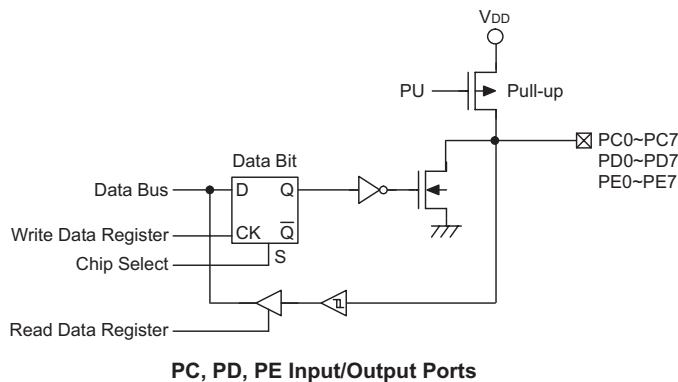 VDD
PU
Pull-up
PC0~PC7
PD0~PD7
PE0~PE7
Data Bit
Data Bus
D
Q
Write Data Register
CK
Q̅
Chip Select
S
Read Data Register
PC, PD, PE Input/Output Ports